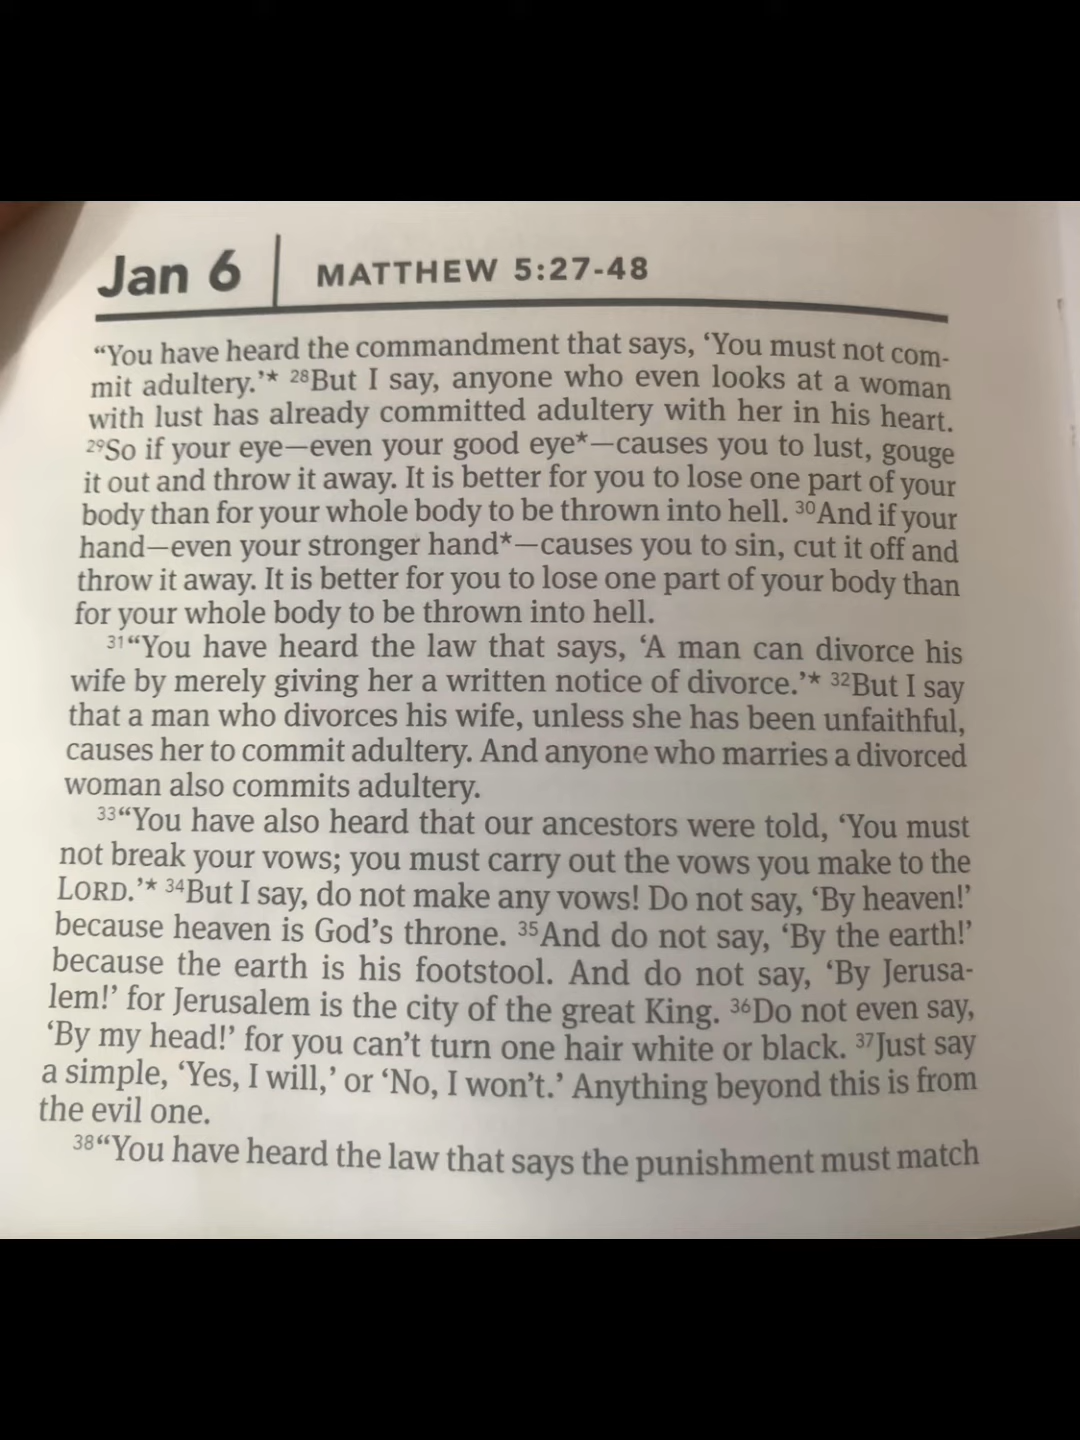 Jan 6 | MATTHEW 5:27-48
“You have heard the commandment that says, ‘You must not com-
mit adultery.’* ²⁸But I say, anyone who even looks at a woman
with lust has already committed adultery with her in his heart.
²⁹So if your eye—even your good eye*—causes you to lust, gouge
it out and throw it away. It is better for you to lose one part of your
body than for your whole body to be thrown into hell. ³⁰And if your
hand—even your stronger hand*—causes you to sin, cut it off and
throw it away. It is better for you to lose one part of your body than
for your whole body to be thrown into hell.
³¹“You have heard the law that says, ‘A man can divorce his
wife by merely giving her a written notice of divorce.’* ³²But I say
that a man who divorces his wife, unless she has been unfaithful,
causes her to commit adultery. And anyone who marries a divorced
woman also commits adultery.
³³“You have also heard that our ancestors were told, ‘You must
not break your vows; you must carry out the vows you make to the
LORD.’* ³⁴But I say, do not make any vows! Do not say, ‘By heaven!’
because heaven is God’s throne. ³⁵And do not say, ‘By the earth!’
because the earth is his footstool. And do not say, ‘By Jerusa-
lem!’ for Jerusalem is the city of the great King. ³⁶Do not even say,
‘By my head!’ for you can’t turn one hair white or black. ³⁷Just say
a simple, ‘Yes, I will,’ or ‘No, I won’t.’ Anything beyond this is from
the evil one.
³⁸“You have heard the law that says the punishment must match